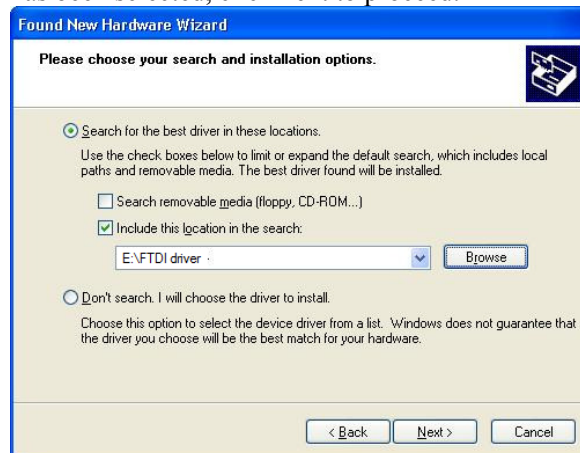 Found New Hardware Wizard
Please choose your search and installation options.
Search for the best driver in these locations.
Use the check boxes below to limit or expand the default search, which includes local
paths and removable media. The best driver found will be installed.
Search removable media (floppy, CD-ROM...)
Include this location in the search:
E:\FTDI driver
Browse
Don't search. I will choose the driver to install.
Choose this option to select the device driver from a list. Windows does not guarantee that
the driver you choose will be the best match for your hardware.
< Back Next > Cancel